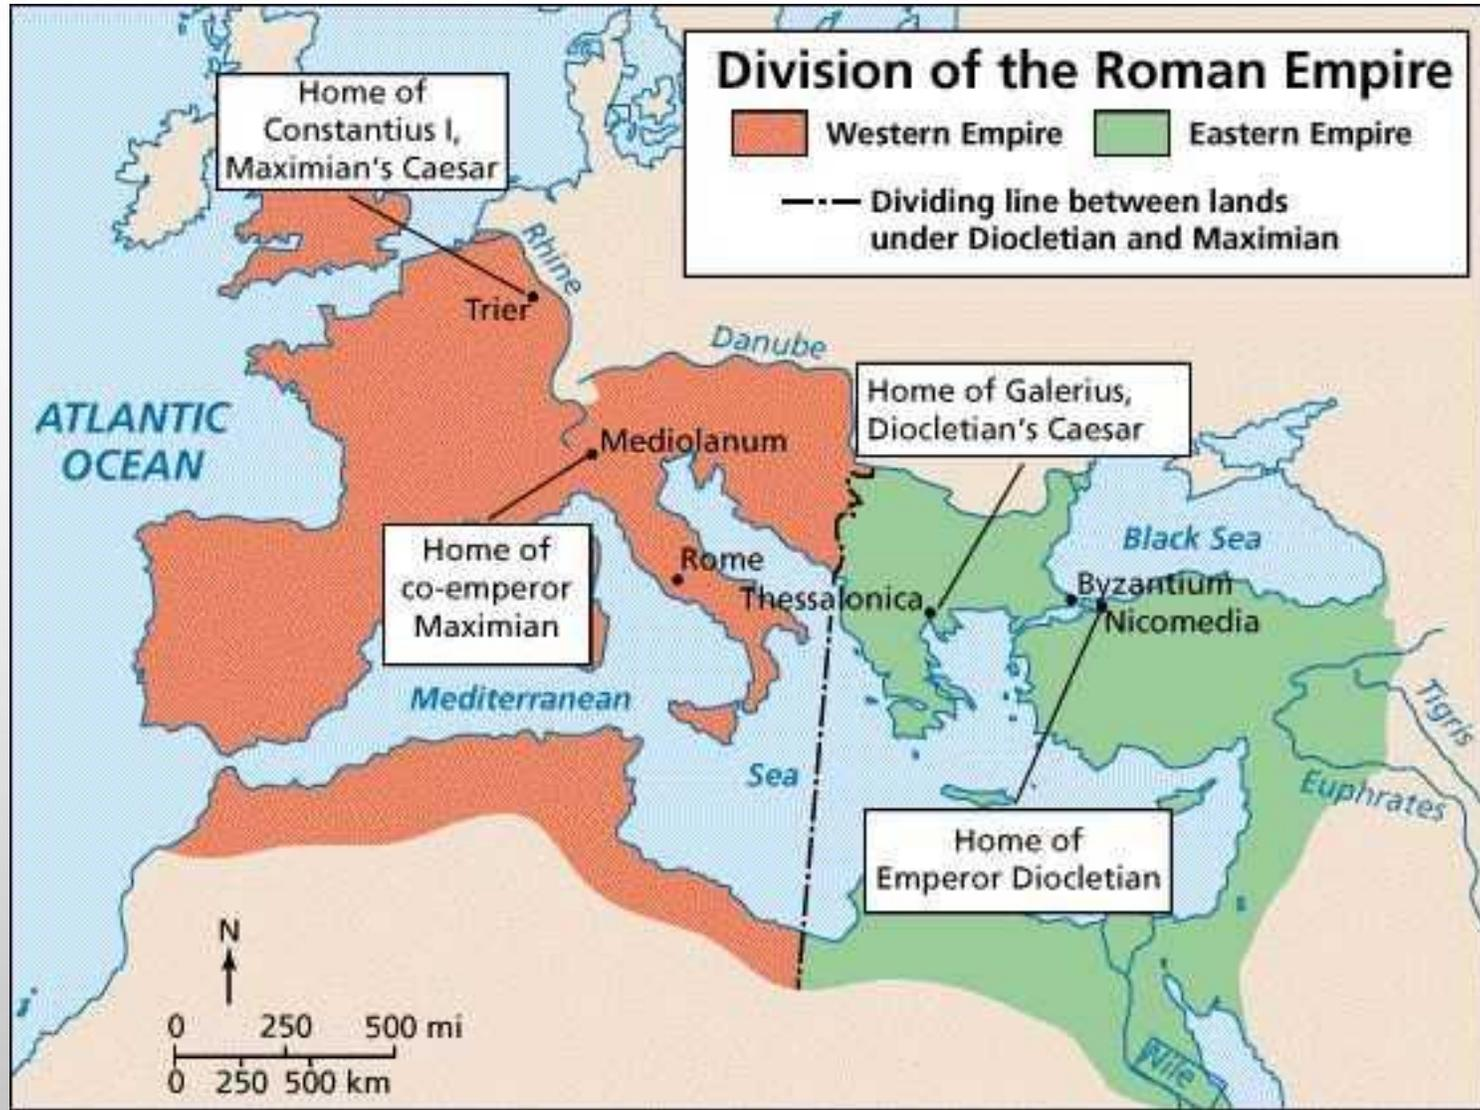 Division of the Roman Empire
Western Empire
Eastern Empire
Dividing line between lands
under Diocletian and Maximian
Home of
Constantius I,
Maximian's Caesar
Rhine
Trier
Danube
Home of Galerius,
Diocletian's Caesar
ATLANTIC
OCEAN
Mediolanum
Black Sea
Home of
co-emperor
Maximian
Rome
Thessalonica
Byzantium
Nicomedia
Mediterranean
Sea
Tigris
Euphrates
Home of
Emperor Diocletian
N
0 250 500 mi
0 250 500 km
Nile